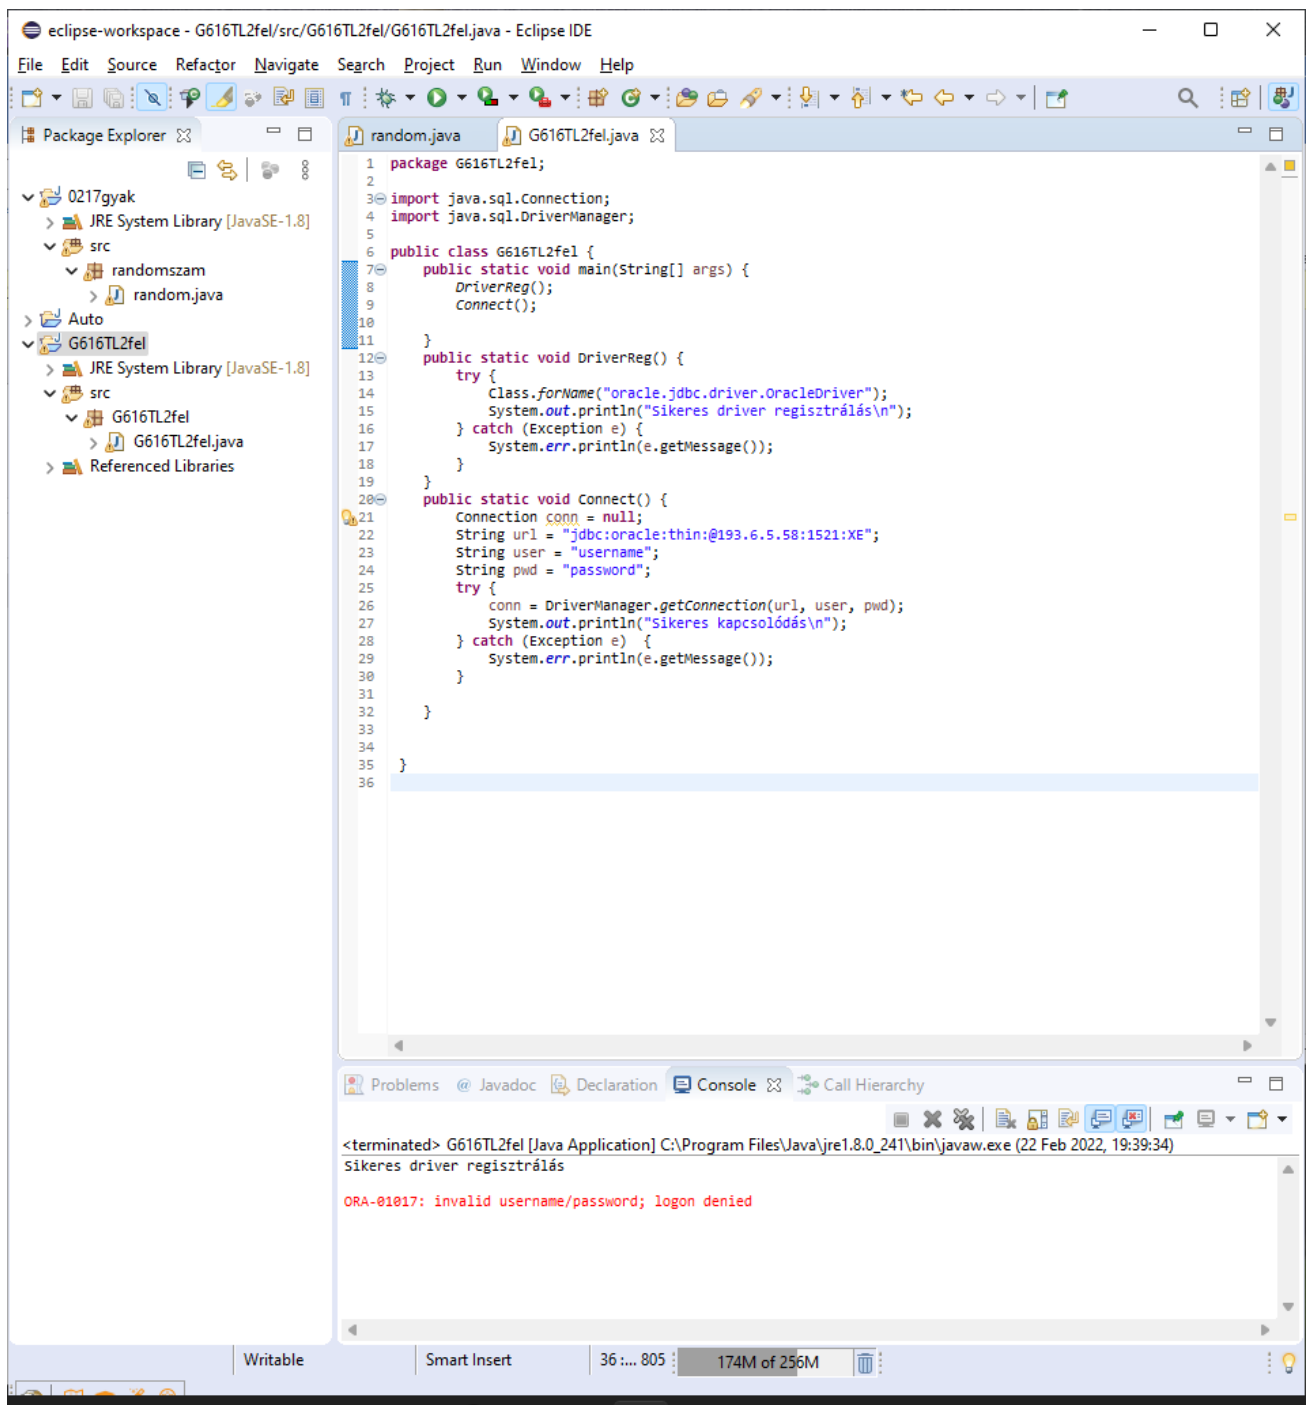 eclipse-workspace - G616TL2fel/src/G616TL2fel/G616TL2fel.java - Eclipse IDE
File Edit Source Refactor Navigate Search Project Run Window Help
Package Explorer
0217gyak
JRE System Library [JavaSE-1.8]
src
randomszam
random.java
Auto
G616TL2fel
JRE System Library [JavaSE-1.8]
src
G616TL2fel
G616TL2fel.java
Referenced Libraries
random.java G616TL2fel.java
1 package G616TL2fel;
2
3 import java.sql.Connection;
4 import java.sql.DriverManager;
5
6 public class G616TL2fel {
7 public static void main(String[] args) {
8 DriverReg();
9 Connect();
10
11 }
12 public static void DriverReg() {
13 try {
14 Class.forName("oracle.jdbc.driver.OracleDriver");
15 System.out.println("Sikeres driver regisztrálás\n");
16 } catch (Exception e) {
17 System.err.println(e.getMessage());
18 }
19 }
20 public static void Connect() {
21 Connection conn = null;
22 String url = "jdbc:oracle:thin:@193.6.5.58:1521:XE";
23 String user = "username";
24 String pwd = "password";
25 try {
26 conn = DriverManager.getConnection(url, user, pwd);
27 System.out.println("Sikeres kapcsolódás\n");
28 } catch (Exception e) {
29 System.err.println(e.getMessage());
30 }
31
32 }
33
34
35 }
36
Problems @ Javadoc Declaration Console Call Hierarchy
<terminated> G616TL2fel [Java Application] C:\Program Files\Java\jre1.8.0_241\bin\javaw.exe (22 Feb 2022, 19:39:34)
Sikeres driver regisztrálás
ORA-01017: invalid username/password; logon denied
Writable Smart Insert 36 :... 805 174M of 256M